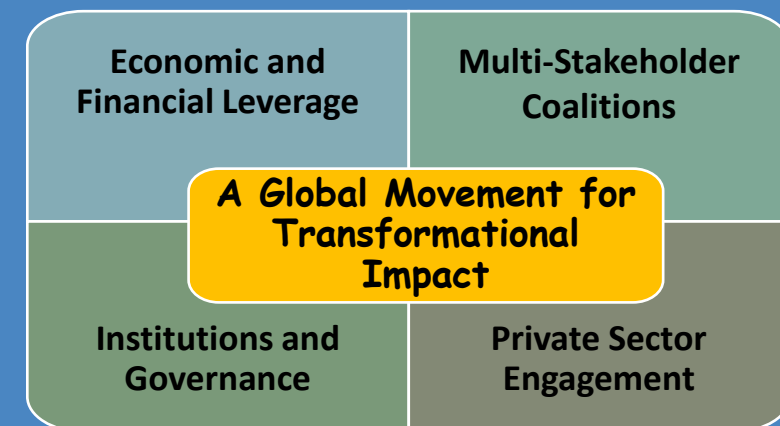 Economic and
Financial Leverage
Multi-Stakeholder
Coalitions
A Global Movement for
Transformational
Impact
Institutions and
Governance
Private Sector
Engagement